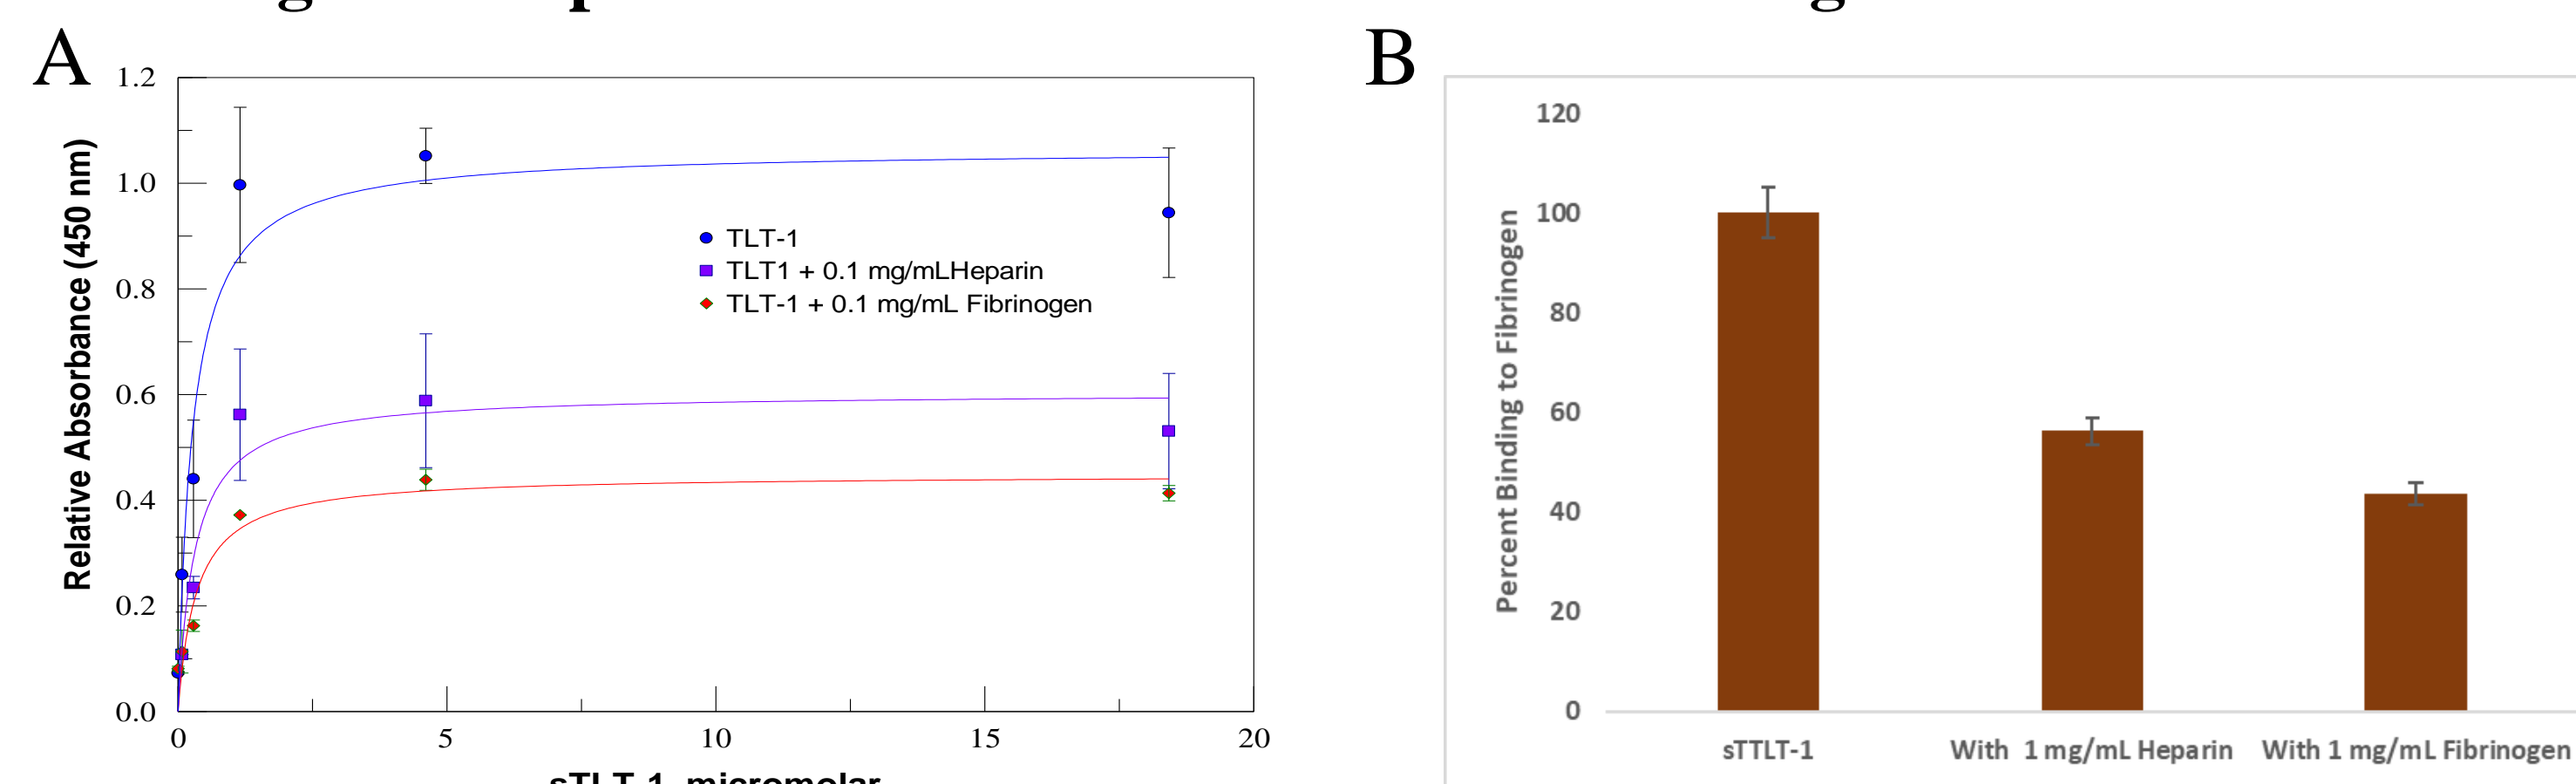 A
1.2
1.0
0.8
0.6
0.4
0.2
0.0
Relative Absorbance (450 nm)
TLT-1
TLT1 + 0.1 mg/mLHeparin
TLT-1 + 0.1 mg/mL Fibrinogen
0 5 10 15 20
sTLT-1 micromolar
B
120
100
80
60
40
20
0
Percent Binding to Fibrinogen
sTTLT-1 With 1 mg/mL Heparin With 1 mg/mL Fibrinogen